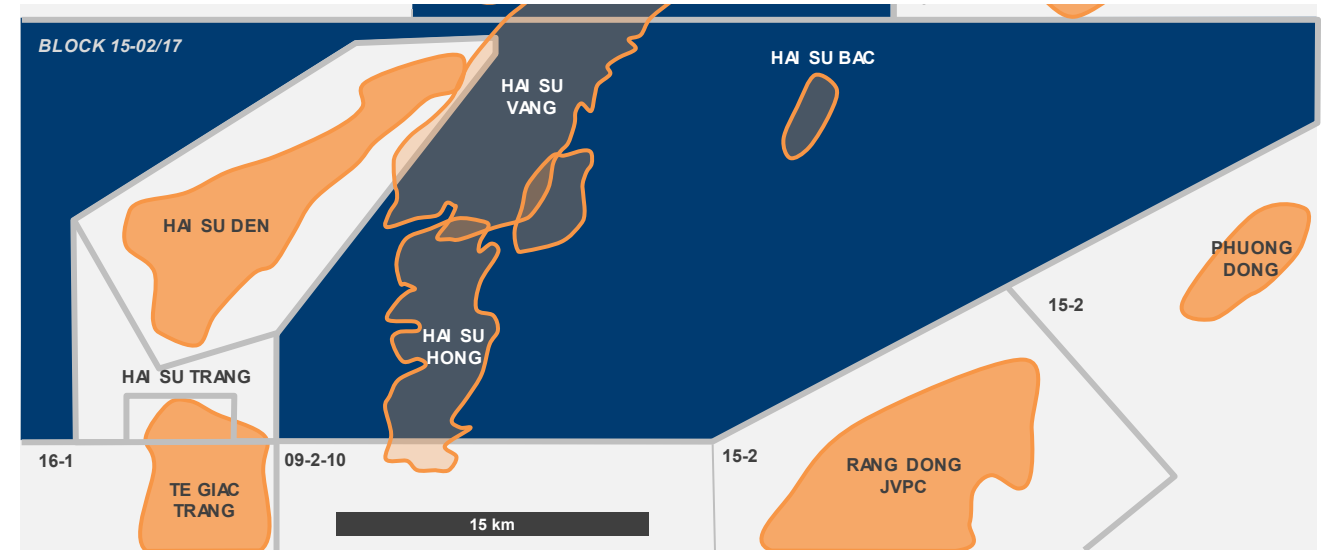 BLOCK 15-02/17
HAI SU BAC
HAI SU
VANG
HAI SU DEN
PHUONG
DONG
15-2
HAI SU
HONG
HAI SU TRANG
16-1
09-2-10
15-2
RANG DONG
JVPC
TE GIAC
TRANG
15 km